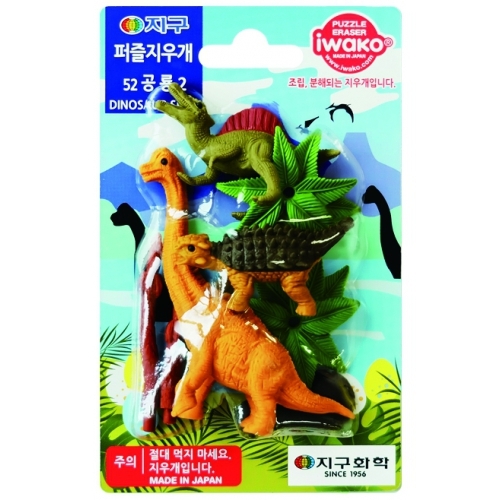 지구
퍼즐지우개
52 공룡 2
DINOSAUR
PUZZLE
ERASER
iwako®
MADE IN JAPAN
www.iwako.com
조립, 분해되는 지우개입니다.
주의
절대 먹지 마세요.
지우개입니다.
MADE IN JAPAN
지구화학
SINCE 1956